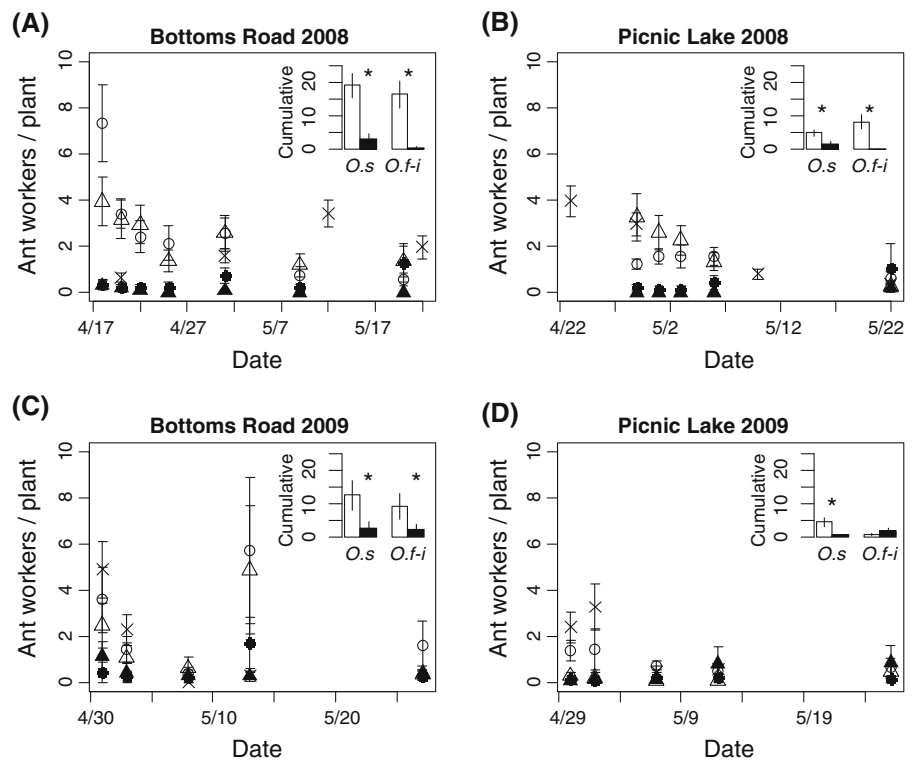 (A)
Bottoms Road 2008
Ant workers / plant
10
8
6
4
2
0
4/17 4/27 5/7 5/17
Date
Cumulative
20
10
0
* *
O.s O.f-i
(B)
Picnic Lake 2008
Ant workers / plant
10
8
6
4
2
0
4/22 5/2 5/12 5/22
Date
Cumulative
20
10
0
* *
O.s O.f-i
(C)
Bottoms Road 2009
Ant workers / plant
10
8
6
4
2
0
4/30 5/10 5/20
Date
Cumulative
20
10
0
* *
O.s O.f-i
(D)
Picnic Lake 2009
Ant workers / plant
10
8
6
4
2
0
4/29 5/9 5/19
Date
Cumulative
20
10
0
*
O.s O.f-i